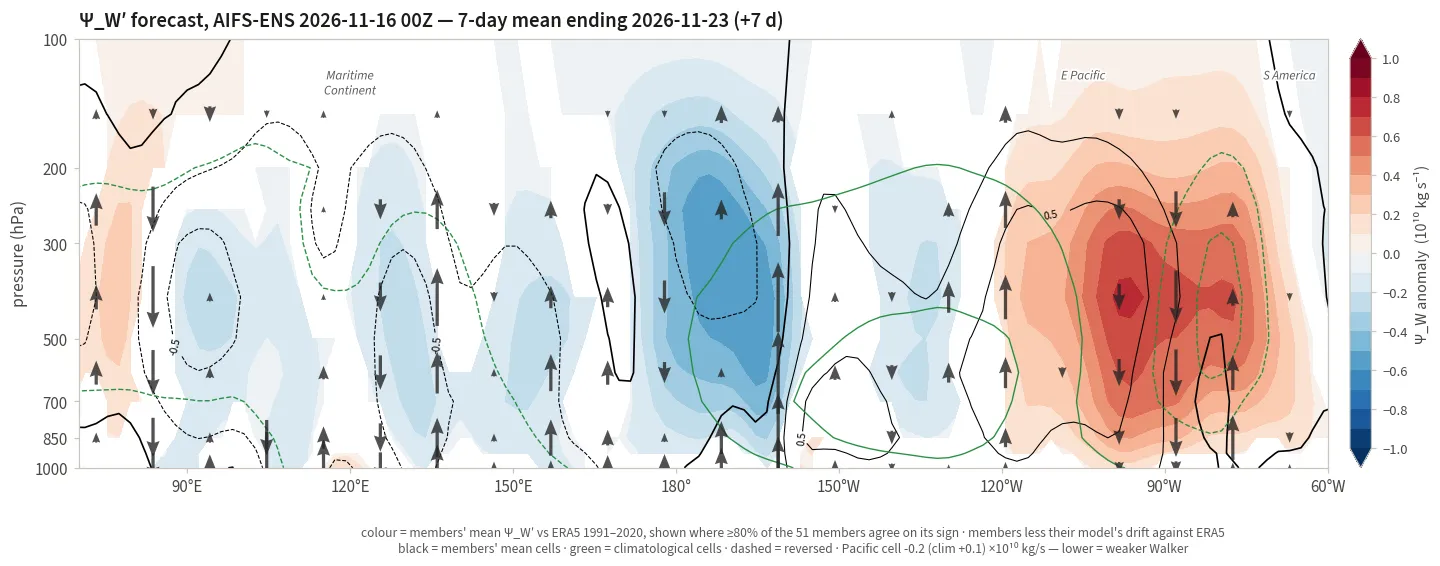 Ψ_W′ forecast, AIFS-ENS 2026-11-16 00Z — 7-day mean ending 2026-11-23 (+7 d)
100
200
300
400
500
700
850
1000
pressure (hPa)
Maritime
Continent
E Pacific
S America
-0.5
-0.5
0.5
0.5
90°E
120°E
150°E
180°
150°W
120°W
90°W
60°W
1.0
0.8
0.6
0.4
0.2
0.0
−0.2
−0.4
−0.6
−0.8
−1.0
Ψ_W anomaly (10¹⁰ kg s⁻¹)
colour = members' mean Ψ_W′ vs ERA5 1991–2020, shown where ≥80% of the 51 members agree on its sign · members less their model's drift against ERA5
black = members' mean cells · green = climatological cells · dashed = reversed · Pacific cell -0.2 (clim +0.1) ×10¹⁰ kg/s — lower = weaker Walker